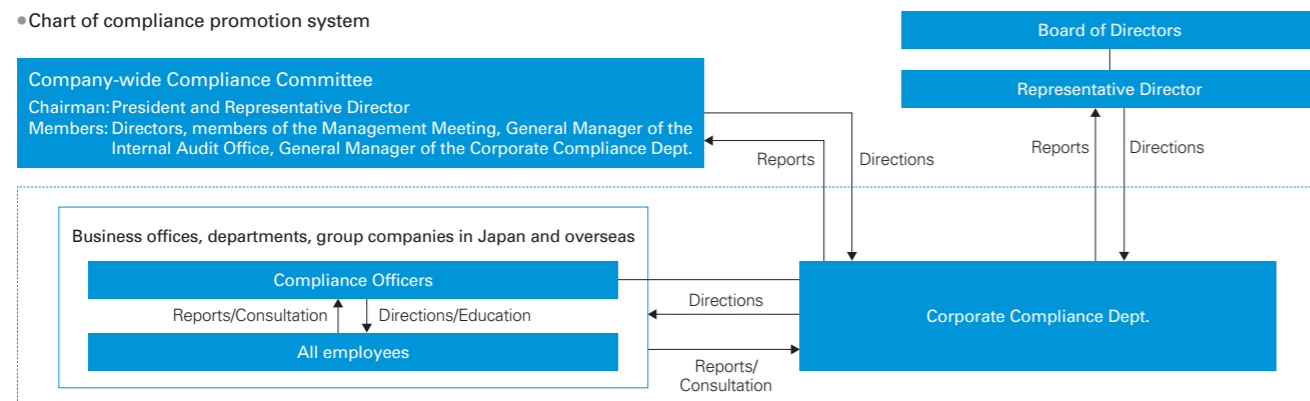 ●Chart of compliance promotion system
Board of Directors
Representative Director
Company-wide Compliance Committee
Chairman: President and Representative Director
Members: Directors, members of the Management Meeting, General Manager of the
Internal Audit Office, General Manager of the Corporate Compliance Dept.
Reports
Directions
Reports
Directions
Business offices, departments, group companies in Japan and overseas
Compliance Officers
Reports/Consultation
Directions/Education
All employees
Directions
Reports/
Consultation
Corporate Compliance Dept.